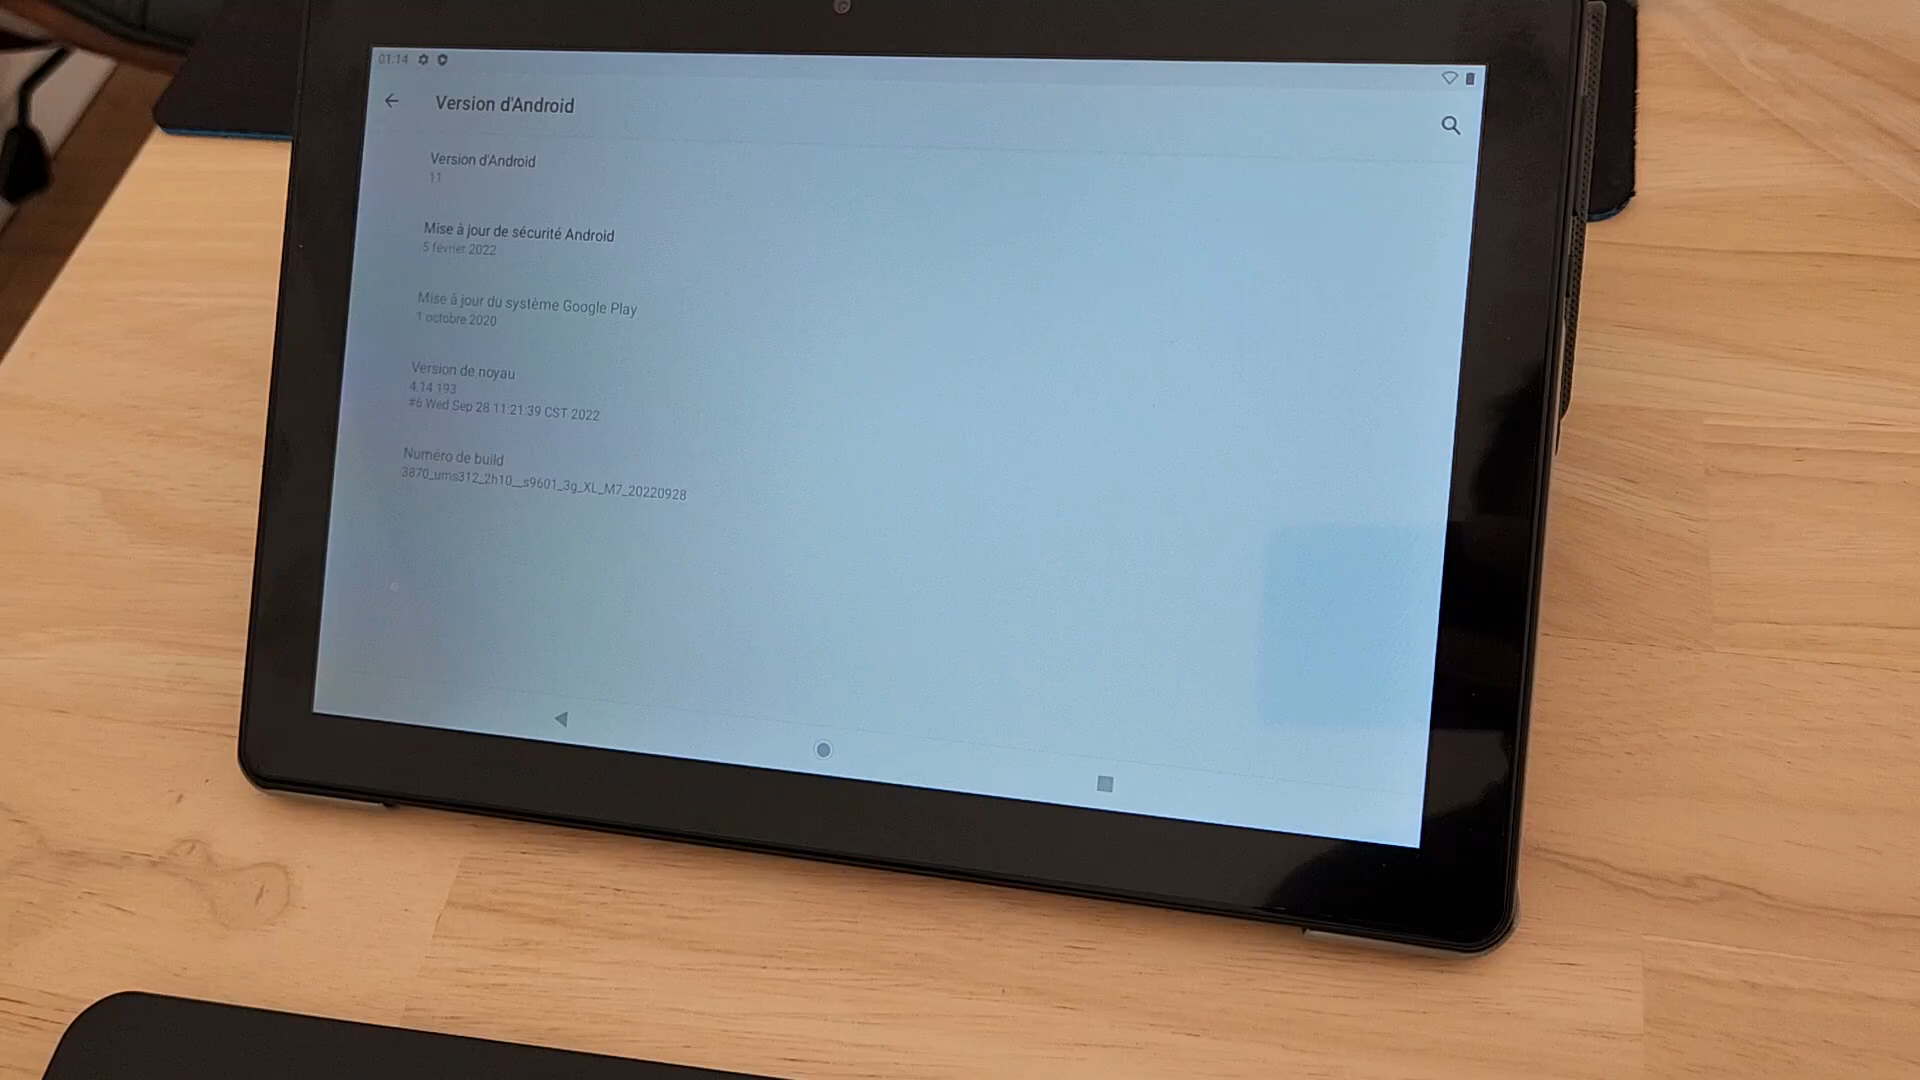 01:14
Version d'Android
Version d'Android
11
Mise à jour de sécurité Android
5 février 2022
Mise à jour du système Google Play
1 octobre 2020
Version de noyau
4.14.193
#6 Wed Sep 28 11:21:39 CST 2022
Numéro de build
3870_ums312_2h10__s9601_3g_XL_M7_20220928